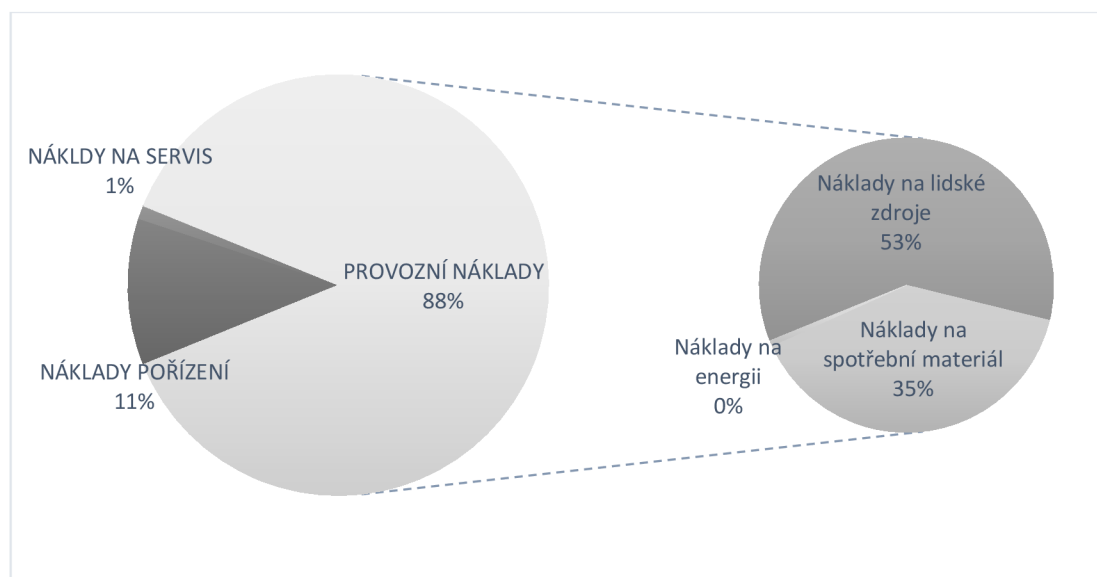 NÁKLDY NA SERVIS
1%
PROVOZNÍ NÁKLADY
88%
NÁKLADY POŘÍZENÍ
11%
Náklady na lidské
zdroje
53%
Náklady na
spotřební materiál
35%
Náklady na
energii
0%